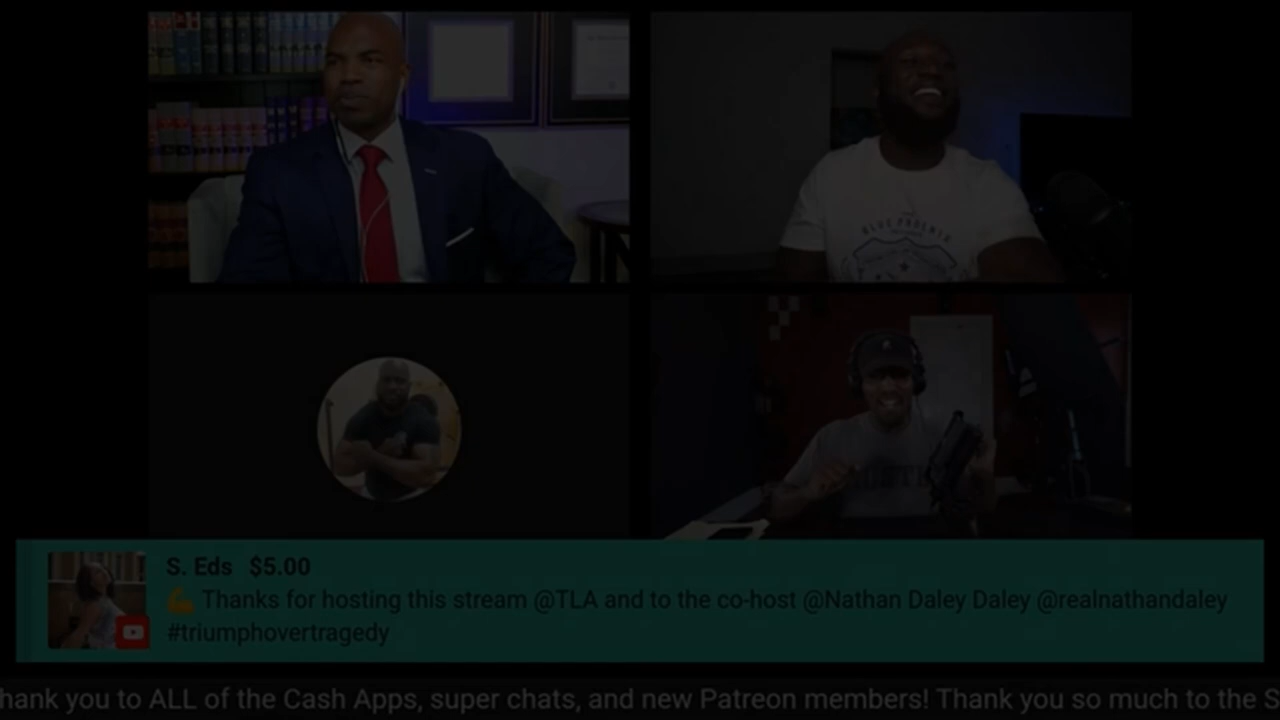 BLUE PHOENIX
S. Eds $5.00
💪 Thanks for hosting this stream @TLA and to the co-host @Nathan Daley Daley @realnathandaley
#triumphovertragedy
hank you to ALL of the Cash Apps, super chats, and new Patreon members! Thank you so much to the S